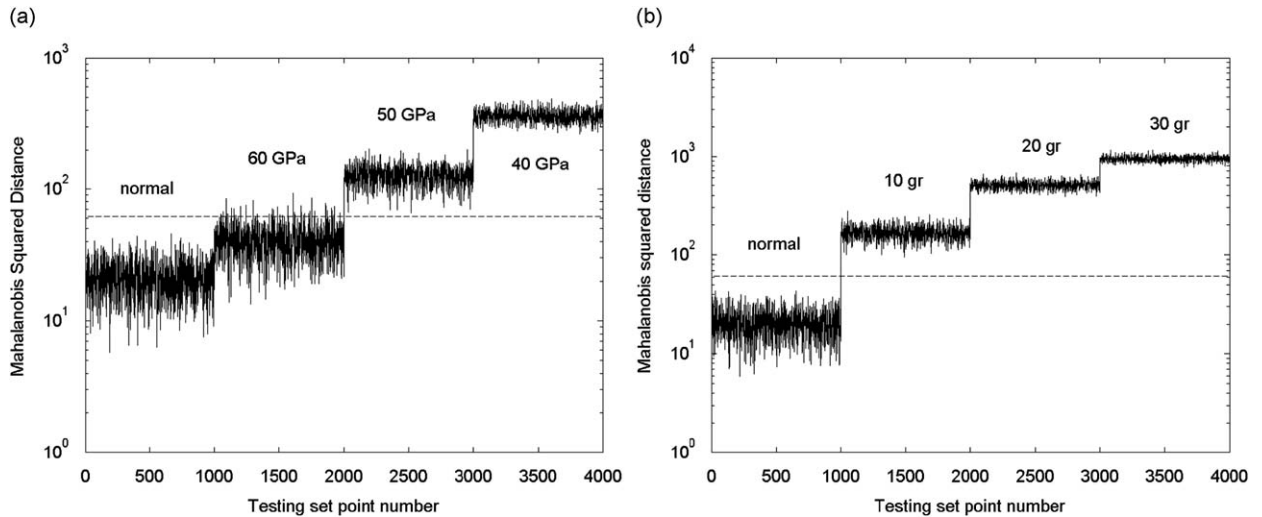 (a)
Mahalanobis Squared Distance
10³
10²
10¹
10⁰
normal
60 GPa
50 GPa
40 GPa
0 500 1000 1500 2000 2500 3000 3500 4000
Testing set point number
(b)
Mahalanobis squared distance
10⁴
10³
10²
10¹
10⁰
normal
10 gr
20 gr
30 gr
0 500 1000 1500 2000 2500 3000 3500 4000
Testing set point number